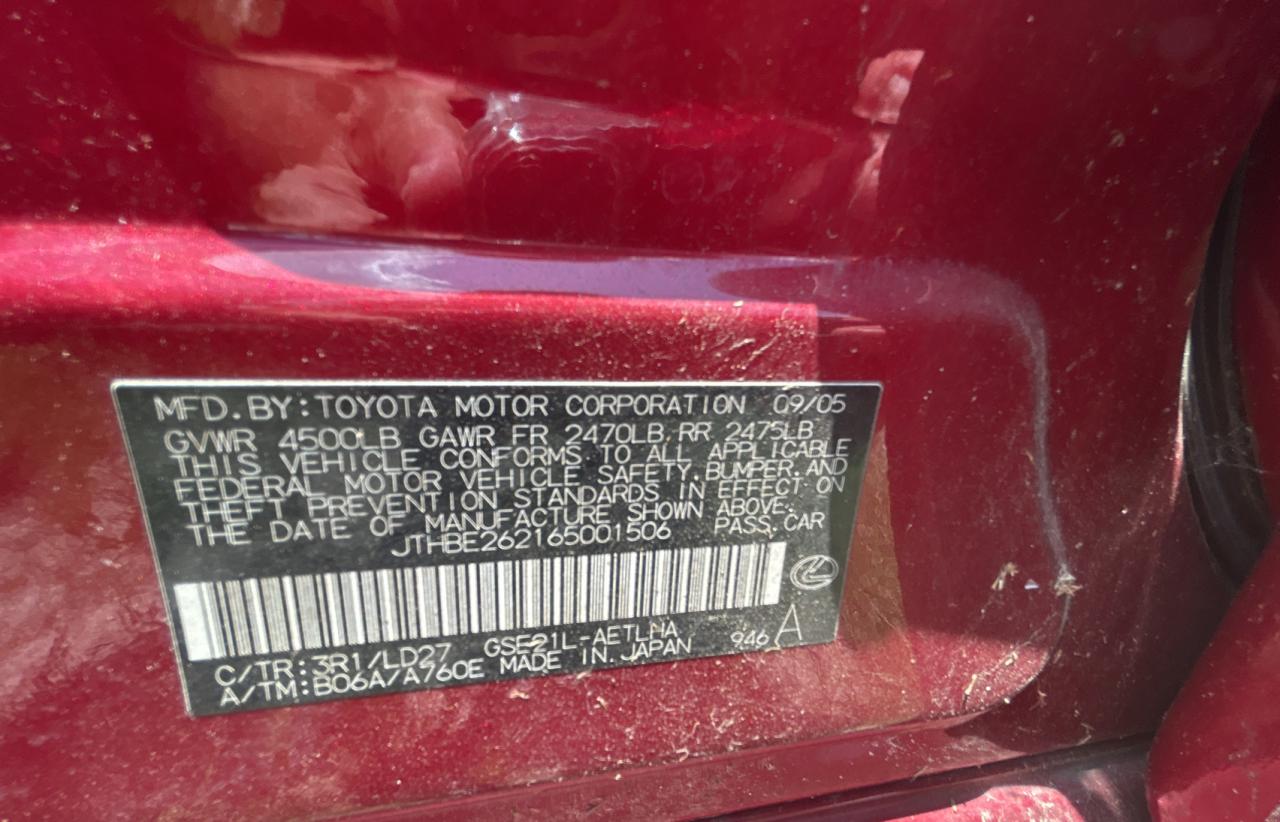 MFD.BY:TOYOTA MOTOR CORPORATION 09/05
GVWR 4500LB GAWR FR 2470LB RR 2475LB
THIS VEHICLE CONFORMS TO ALL APPLICABLE
FEDERAL MOTOR VEHICLE SAFETY,BUMPER,AND
THEFT PREVENTION STANDARDS IN EFFECT ON
THE DATE OF MANUFACTURE SHOWN ABOVE.
JTHBE262165001506 PASS.CAR
C/TR:3R1/LD27 GSE21L-AETLHA 946 A
A/TM:B06A/A760E MADE IN JAPAN